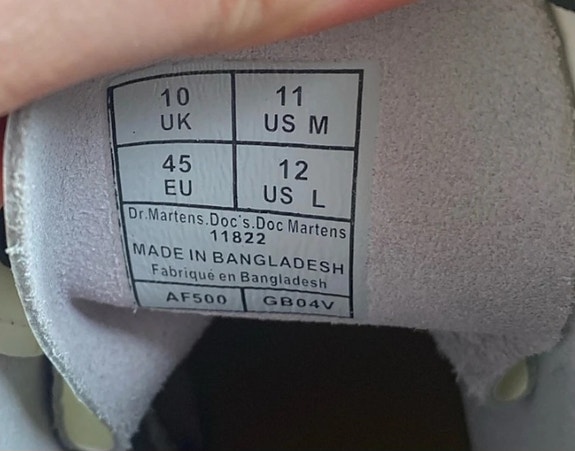 10 11
UK US M
45 12
EU US L
Dr.Martens.Doc's.Doc Martens
11822
MADE IN BANGLADESH
Fabriqué en Bangladesh
AF500 GB04V